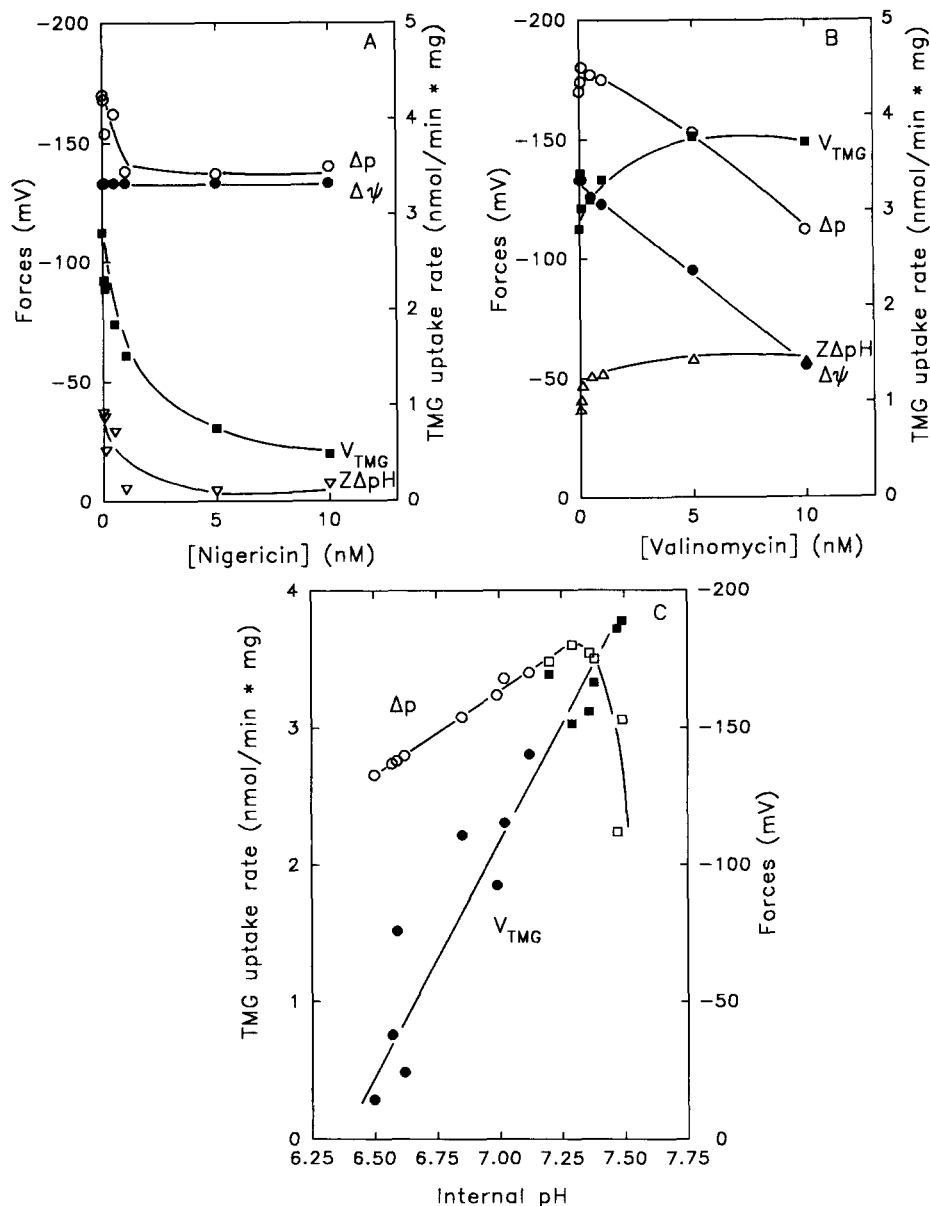 A
-200
-150
-100
-50
0
Forces (mV)
5
4
3
2
1
0
TMG uptake rate (nmol/min * mg)
Δp
Δψ
V_TMG
ZΔpH
0 5 10
[Nigericin] (nM)
B
-200
-150
-100
-50
0
Forces (mV)
5
4
3
2
1
0
TMG uptake rate (nmol/min * mg)
V_TMG
Δp
ZΔpH
Δψ
0 5 10
[Valinomycin] (nM)
C
4
3
2
1
0
TMG uptake rate (nmol/min * mg)
-200
-150
-100
-50
0
Forces (mV)
Δp
V_TMG
6.25 6.50 6.75 7.00 7.25 7.50 7.75
Internal pH